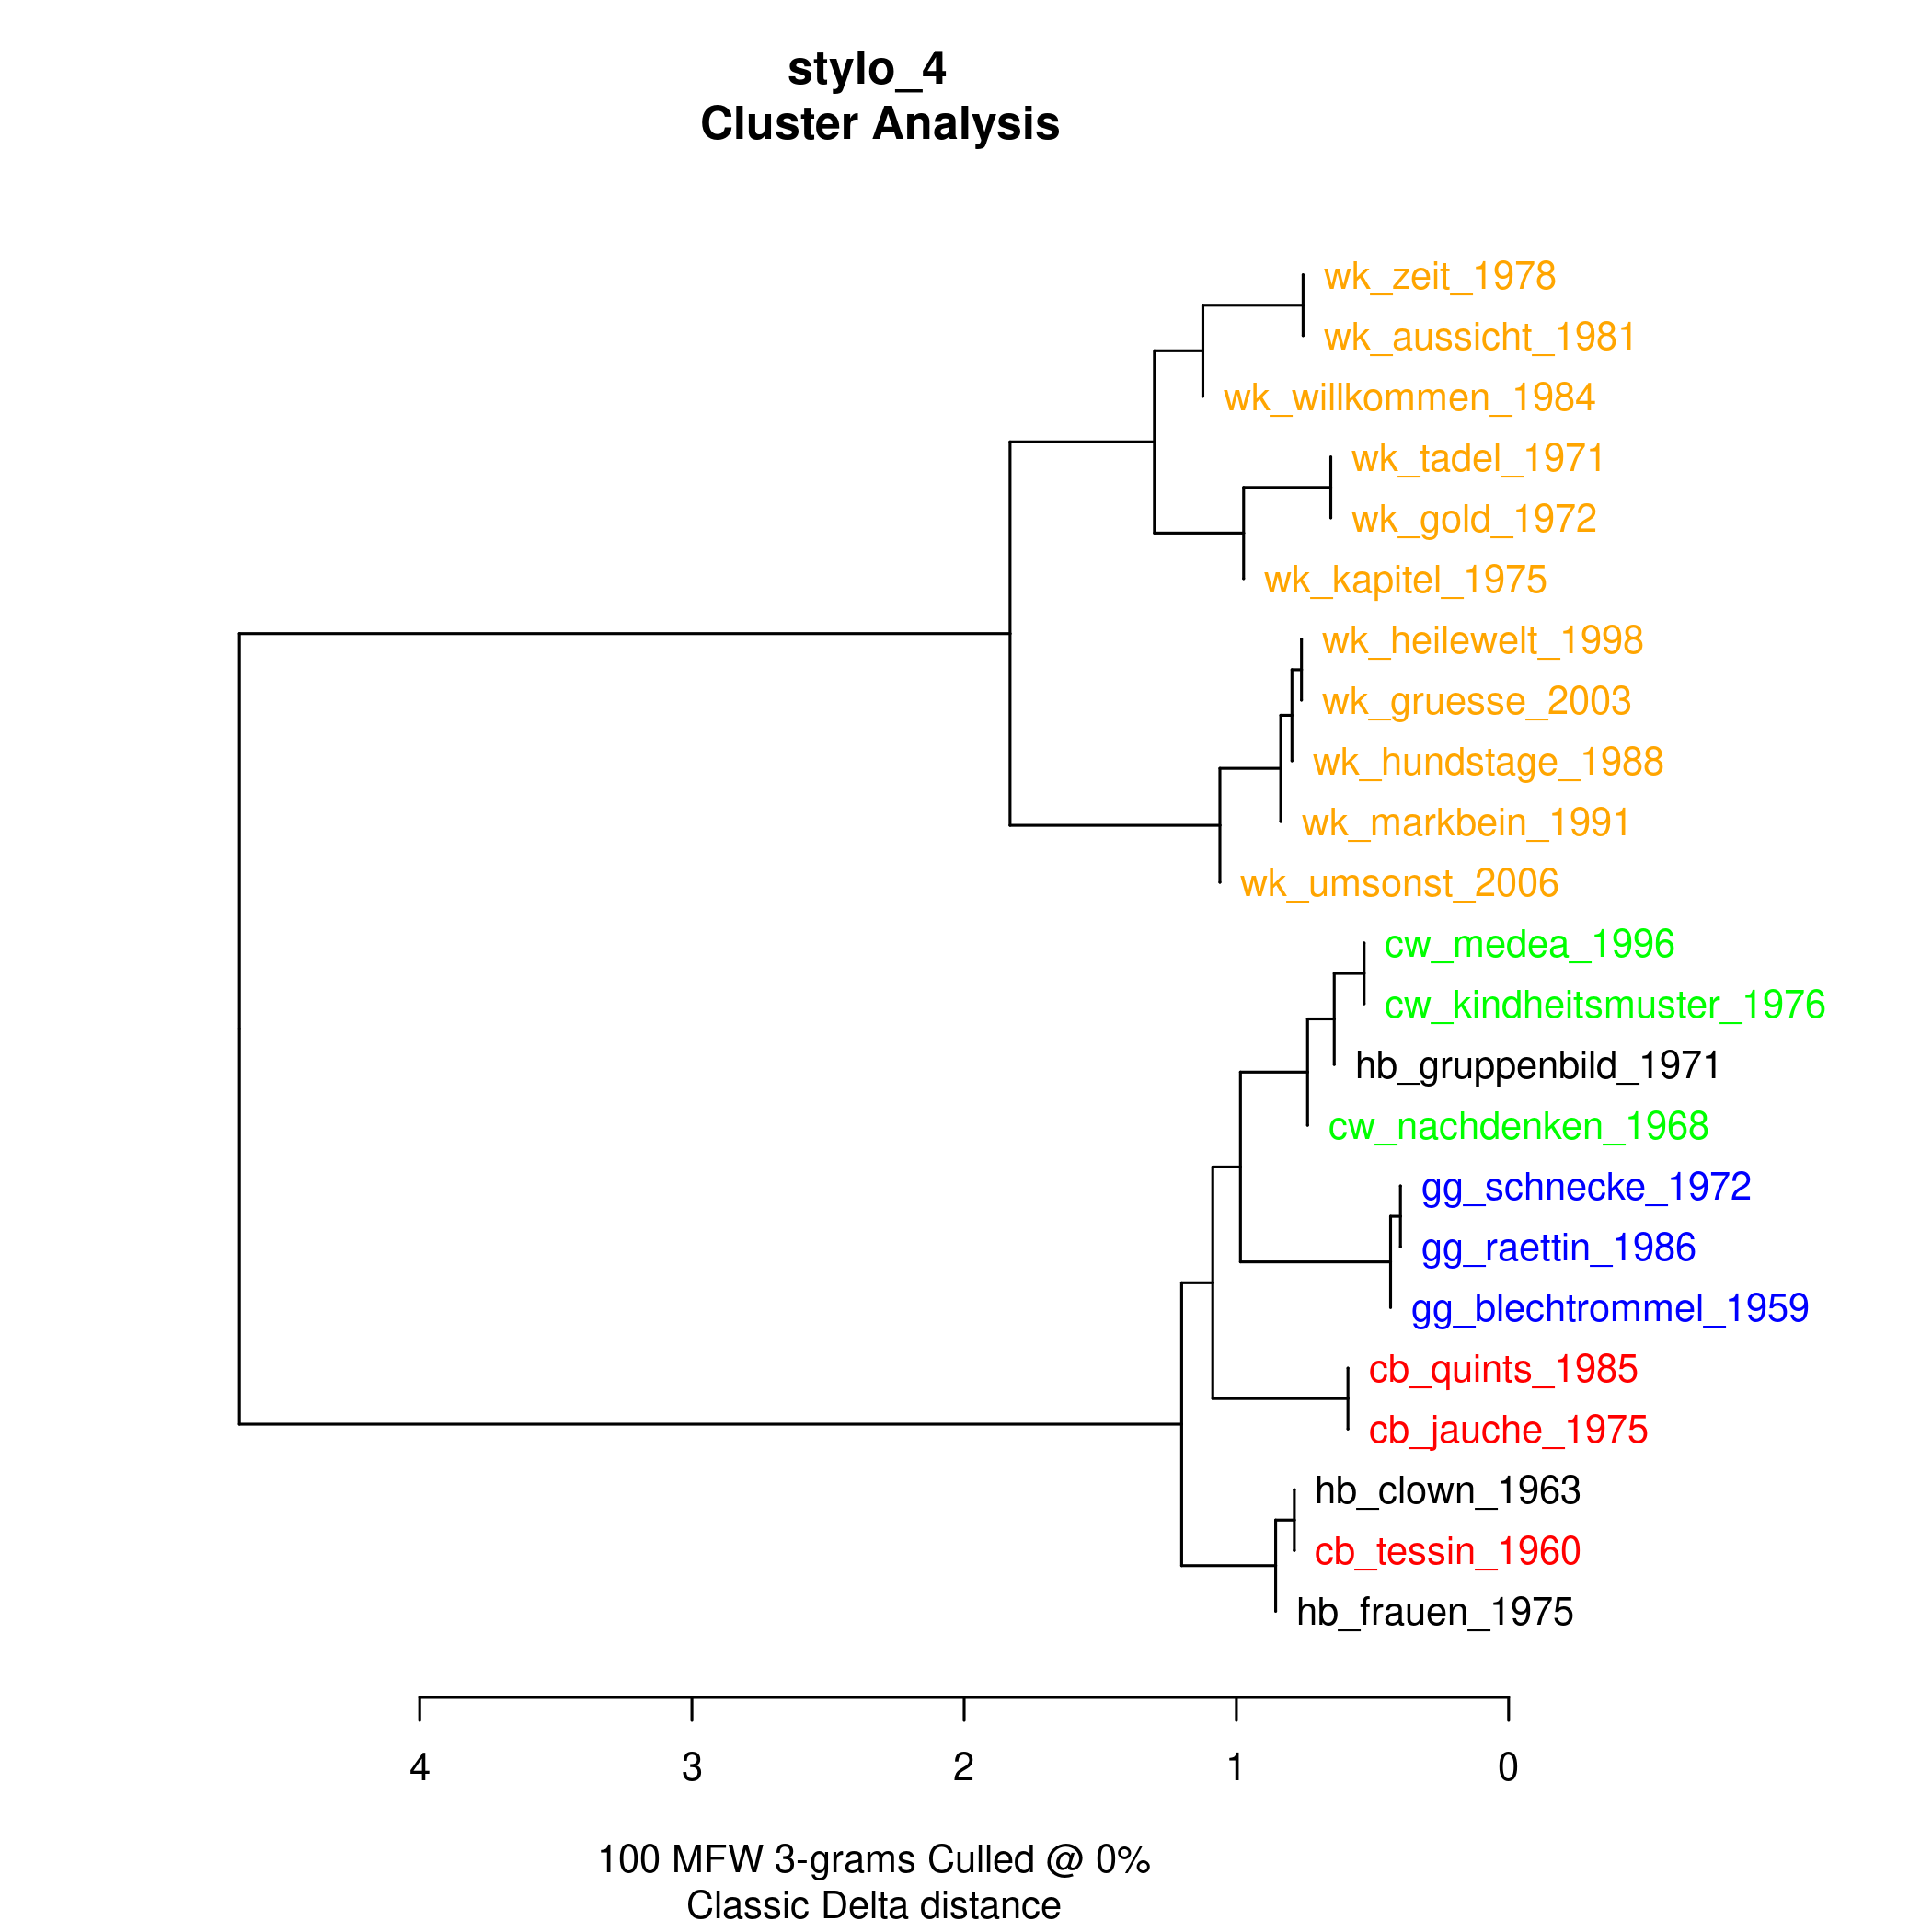 stylo_4
Cluster Analysis
wk_zeit_1978
wk_aussicht_1981
wk_willkommen_1984
wk_tadel_1971
wk_gold_1972
wk_kapitel_1975
wk_heilewelt_1998
wk_gruesse_2003
wk_hundstage_1988
wk_markbein_1991
wk_umsonst_2006
cw_medea_1996
cw_kindheitsmuster_1976
hb_gruppenbild_1971
cw_nachdenken_1968
gg_schnecke_1972
gg_raettin_1986
gg_blechtrommel_1959
cb_quints_1985
cb_jauche_1975
hb_clown_1963
cb_tessin_1960
hb_frauen_1975
4 3 2 1 0
100 MFW 3-grams Culled @ 0%
Classic Delta distance